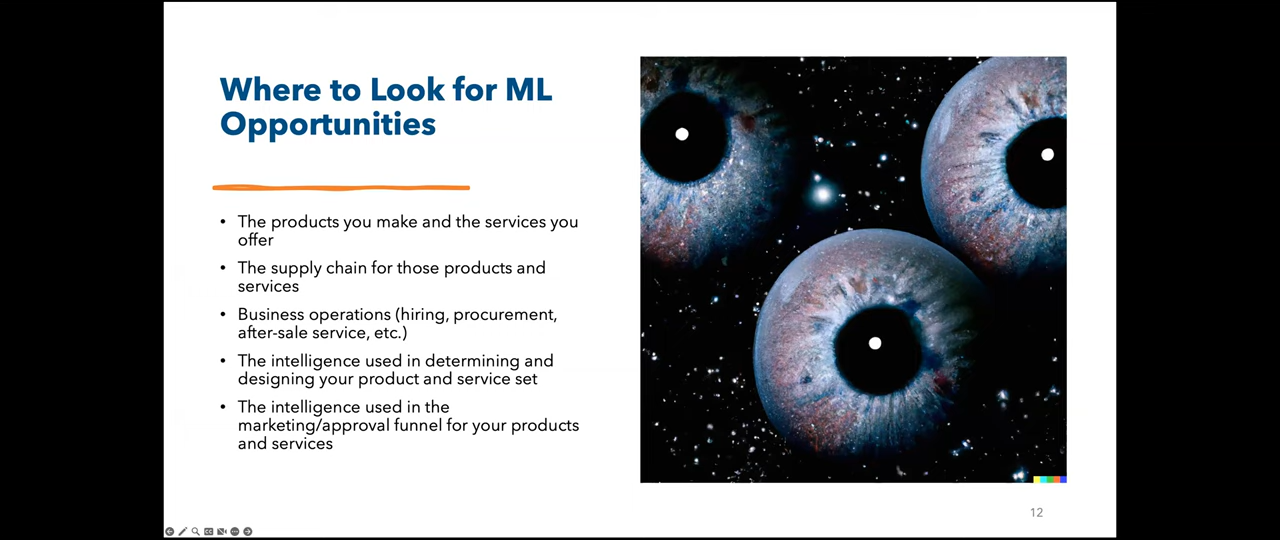 Where to Look for ML
Opportunities
• The products you make and the services you
offer
• The supply chain for those products and
services
• Business operations (hiring, procurement,
after-sale service, etc.)
• The intelligence used in determining and
designing your product and service set
• The intelligence used in the
marketing/approval funnel for your products
and services
12